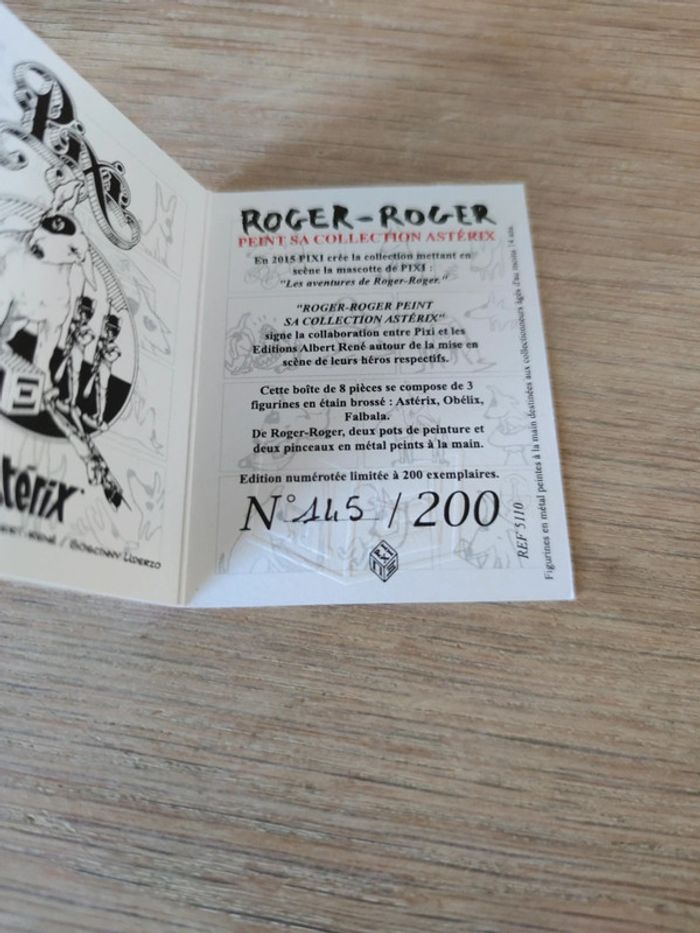 Pixi
térix
ERT-RENÉ / GOSCINNY UDERZO
ROGER-ROGER
PEINT SA COLLECTION ASTÉRIX
En 2015 PIXI crée la collection mettant en
scène la mascotte de PIXI :
"Les aventures de Roger-Roger."
"ROGER-ROGER PEINT
SA COLLECTION ASTÉRIX"
signe la collaboration entre Pixi et les
Editions Albert René autour de la mise en
scène de leurs héros respectifs.
Cette boîte de 8 pièces se compose de 3
figurines en étain brossé : Astérix, Obélix,
Falbala.
De Roger-Roger, deux pots de peinture et
deux pinceaux en métal peints à la main.
Edition numérotée limitée à 200 exemplaires.
N° 145 / 200
REF 5110
Figurines en métal peintes à la main destinées aux collectionneurs âgés d'au moins 14 ans